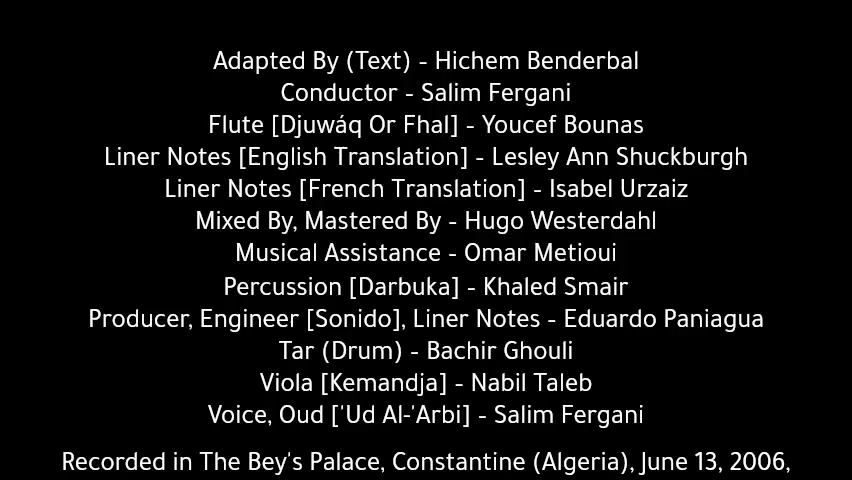 Adapted By (Text) - Hichem Benderbal
Conductor - Salim Fergani
Flute [Djuwáq Or Fhal] - Youcef Bounas
Liner Notes [English Translation] - Lesley Ann Shuckburgh
Liner Notes [French Translation] - Isabel Urzaiz
Mixed By, Mastered By - Hugo Westerdahl
Musical Assistance - Omar Metioui
Percussion [Darbuka] - Khaled Smair
Producer, Engineer [Sonido], Liner Notes - Eduardo Paniagua
Tar (Drum) - Bachir Ghouli
Viola [Kemandja] - Nabil Taleb
Voice, Oud ['Ud Al-'Arbi] - Salim Fergani
Recorded in The Bey's Palace, Constantine (Algeria), June 13, 2006,